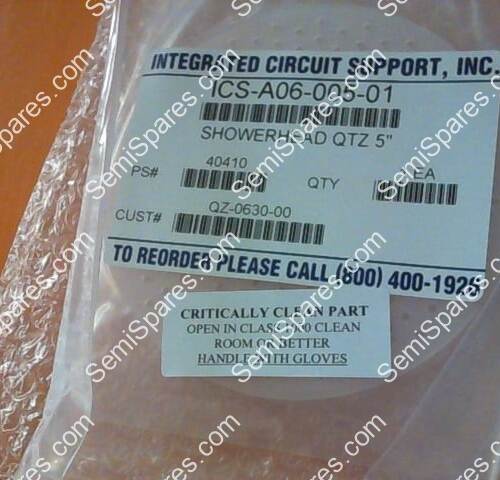 INTEGRATED CIRCUIT SUPPORT, INC.
ICS-A06-005-01
SHOWERHEAD QTZ 5"
PS# 40410 QTY EA
CUST# QZ-0630-00
TO REORDER PLEASE CALL (800) 400-1925
CRITICALLY CLEAN PART
OPEN IN CLASS CLEAN
ROOM OR BETTER
HANDLE WITH GLOVES
SemiSpares.com